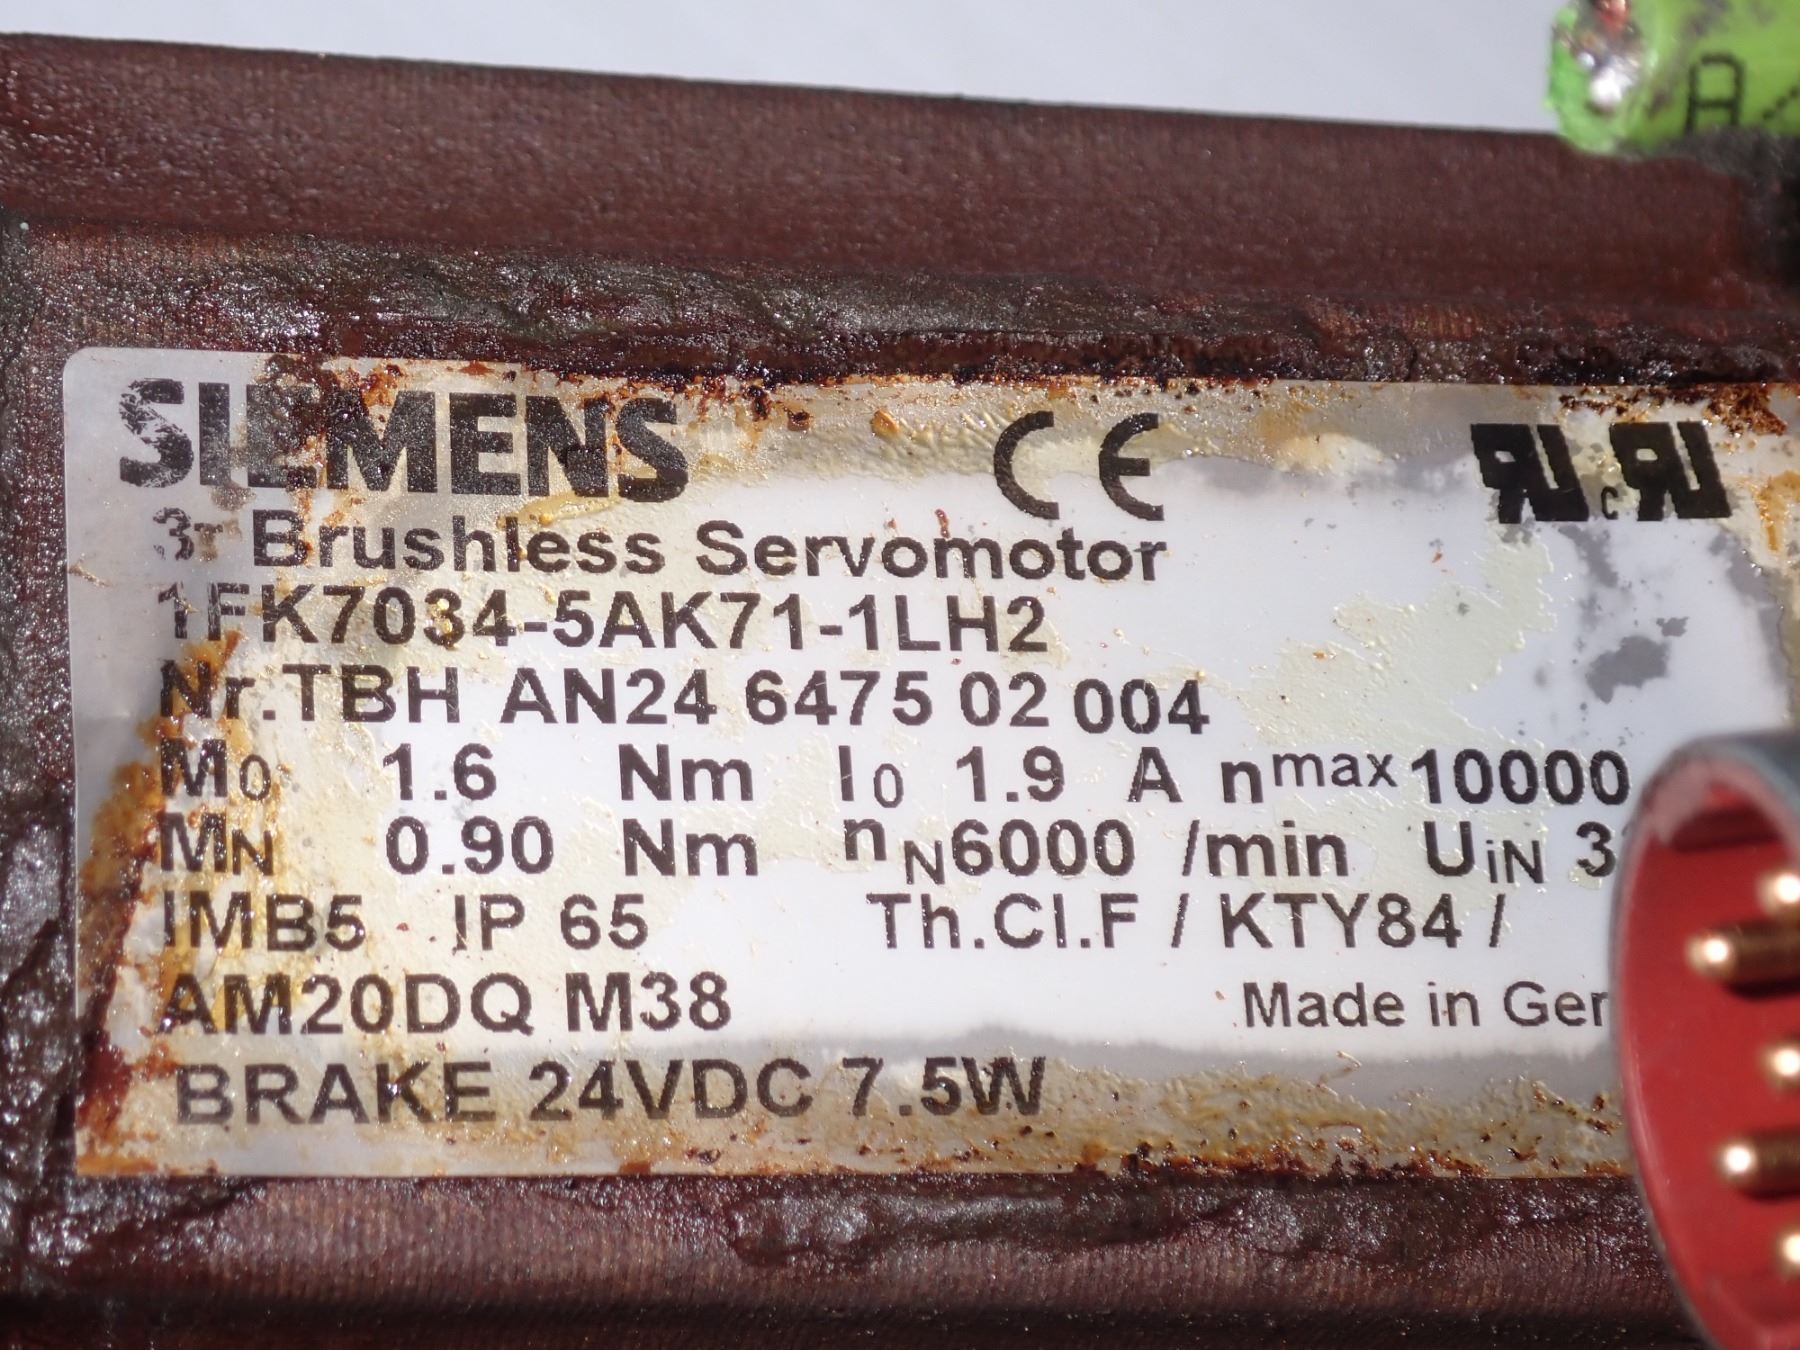 SIEMENS CE
Brushless Servomotor
1FK7034-5AK71-1LH2
Nr.TBH AN24 6475 02 004
M0 1.6 Nm I0 1.9 A nmax 10000
MN 0.90 Nm nN6000 /min UiN
IMB5 IP 65 Th.Cl.F / KTY84 /
AM20DQ M38 Made in Ger
BRAKE 24VDC 7.5W